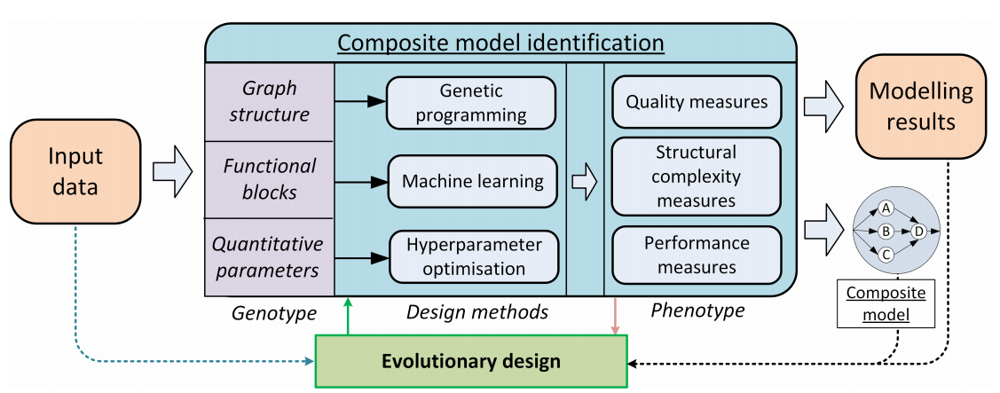 Composite model identification
Input
data
Graph
structure
Functional
blocks
Quantitative
parameters
Genetic
programming
Machine learning
Hyperparameter
optimisation
Quality measures
Structural
complexity
measures
Performance
measures
Modelling
results
A
B
C
D
Composite
model
Genotype
Design methods
Phenotype
Evolutionary design